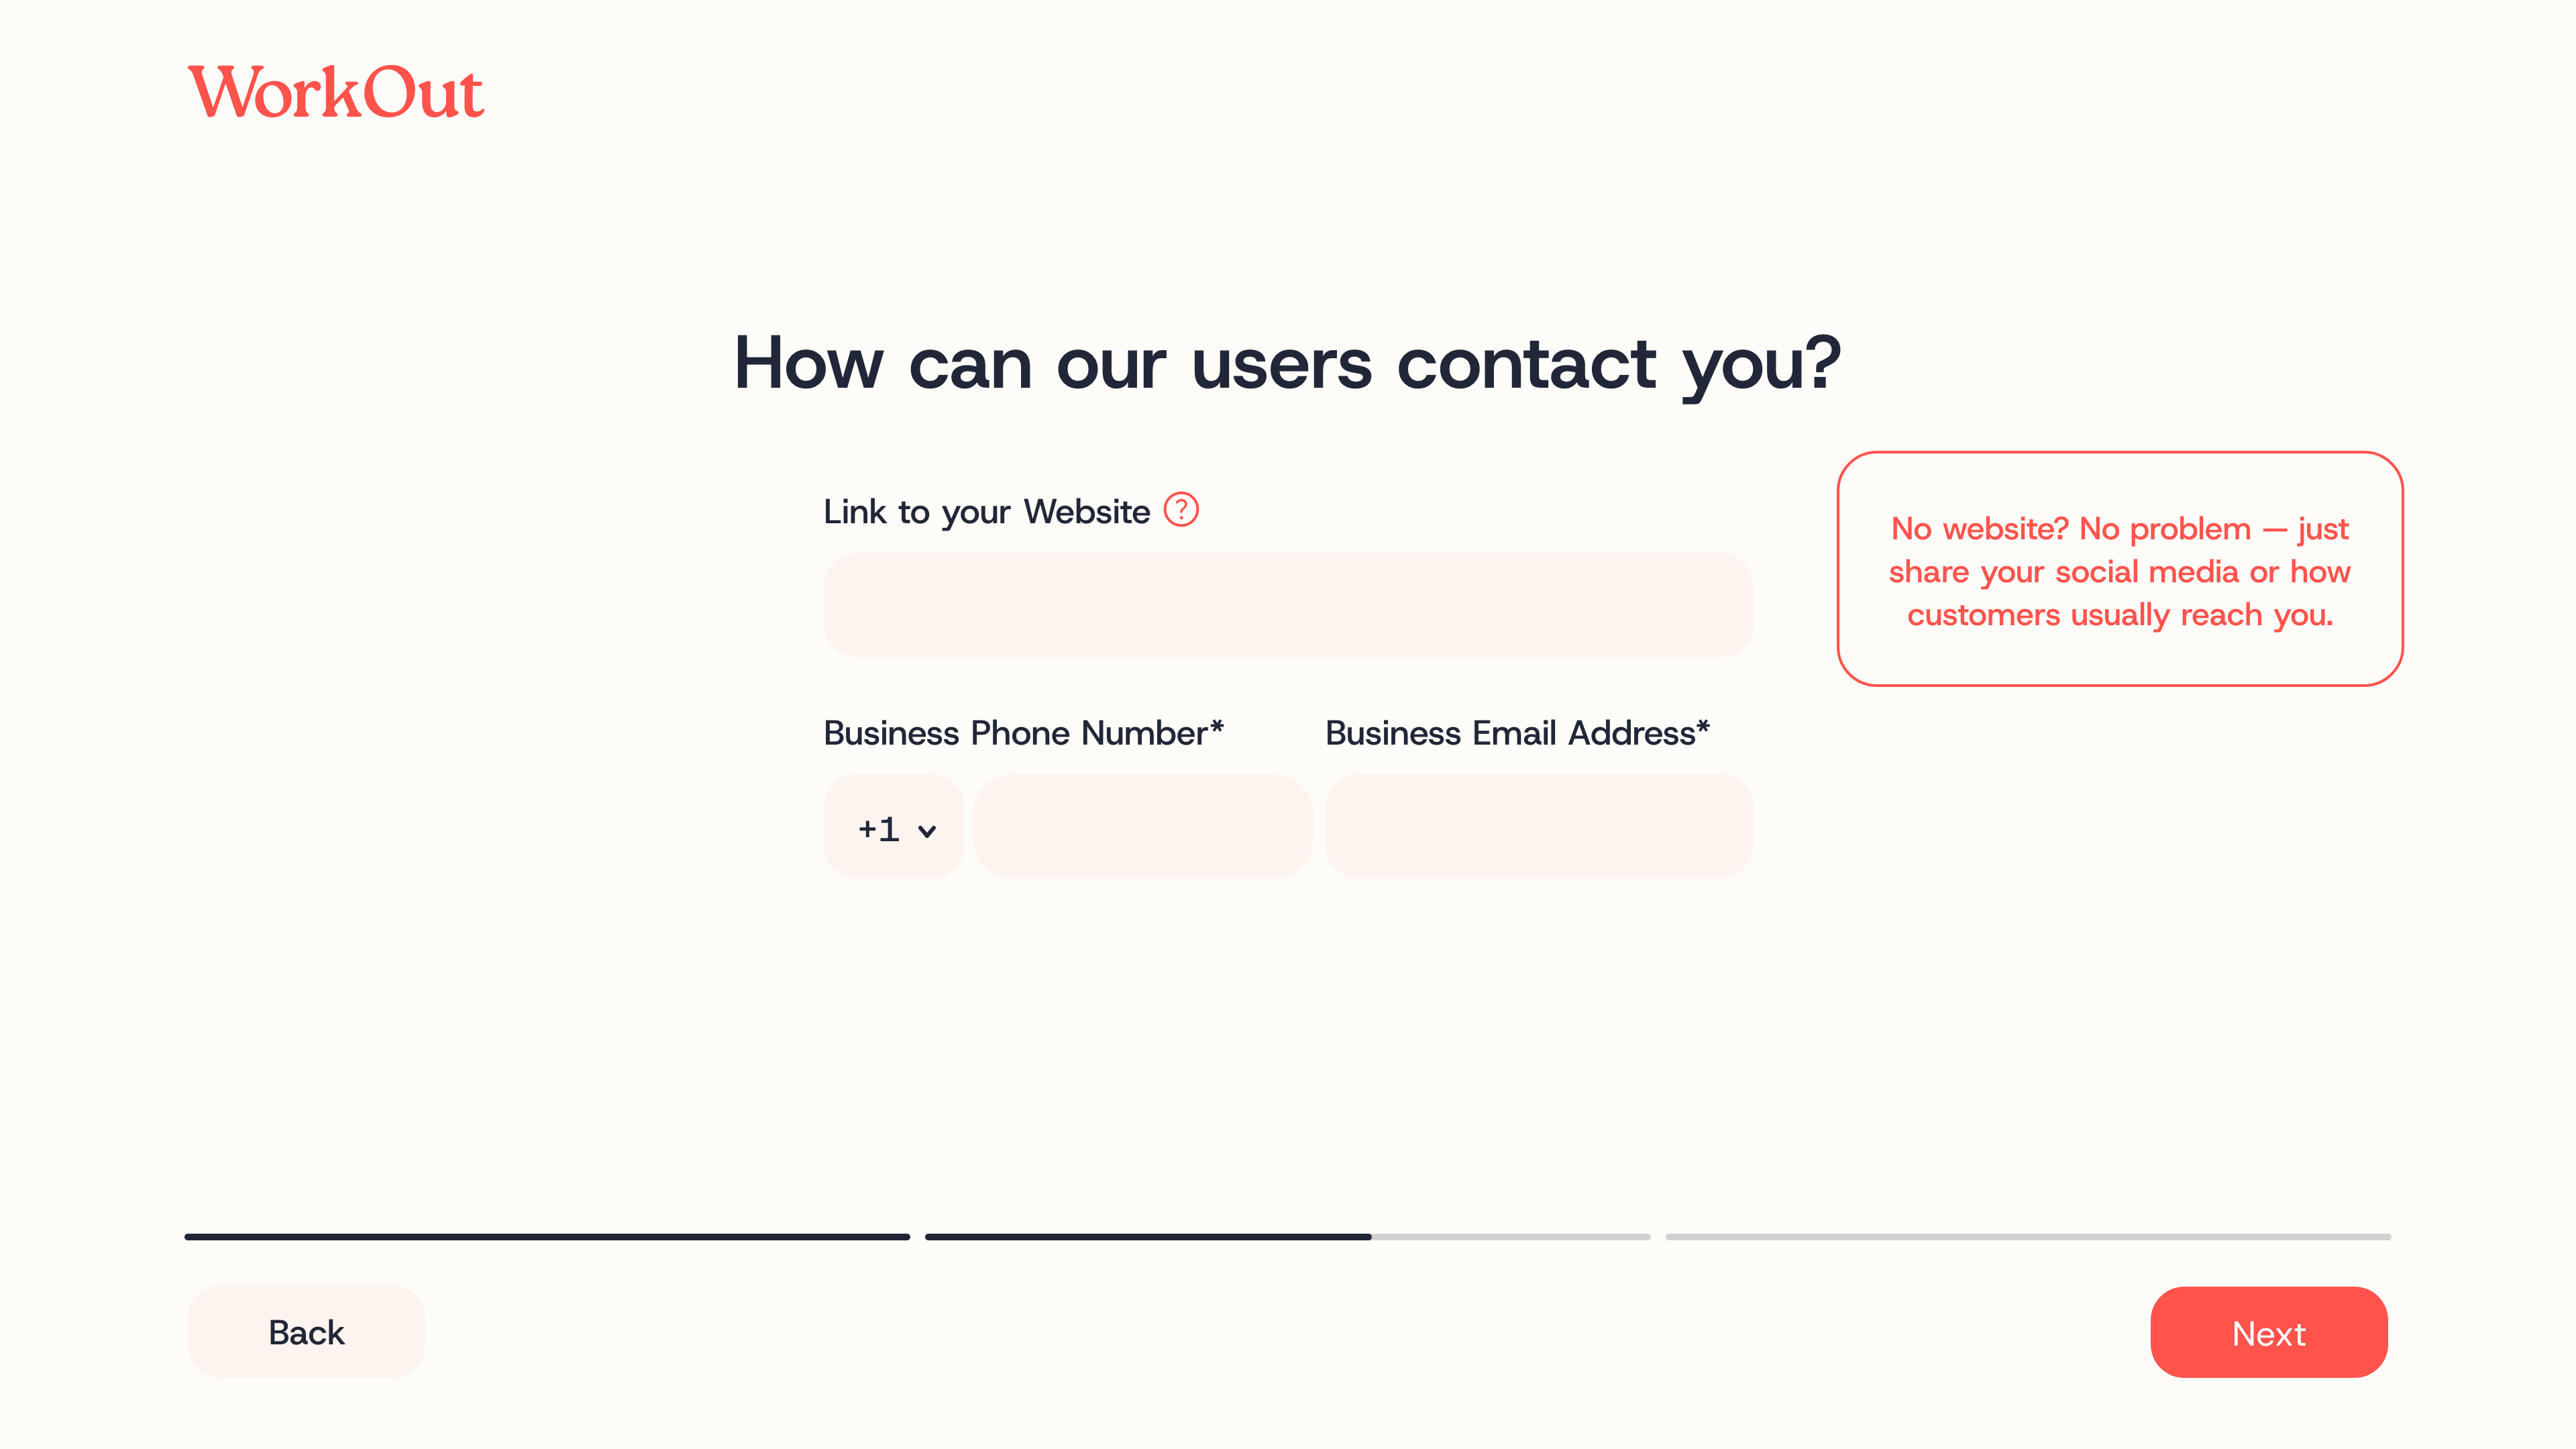 WorkOut
How can our users contact you?
Link to your Website ?
No website? No problem — just
share your social media or how
customers usually reach you.
Business Phone Number*
Business Email Address*
+1
Back
Next